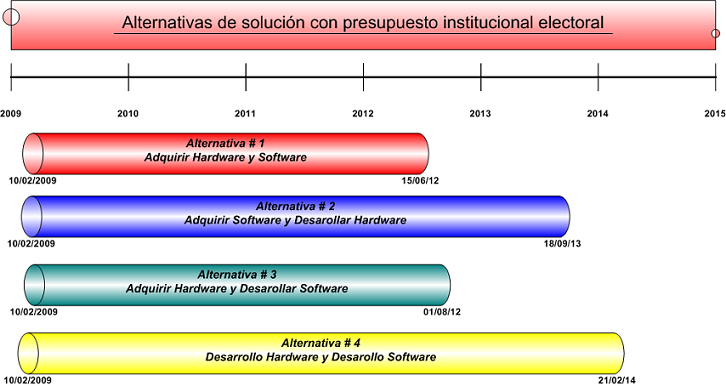 Alternativas de solución con presupuesto institucional electoral
2009 2010 2011 2012 2013 2014 2015
Alternativa # 1
Adquirir Hardware y Software
10/02/2009 15/06/12
Alternativa # 2
Adquirir Software y Desarollar Hardware
10/02/2009 18/09/13
Alternativa # 3
Adquirir Hardware y Desarollar Software
10/02/2009 01/08/12
Alternativa # 4
Desarrollo Hardware y Desarollo Software
10/02/2009 21/02/14